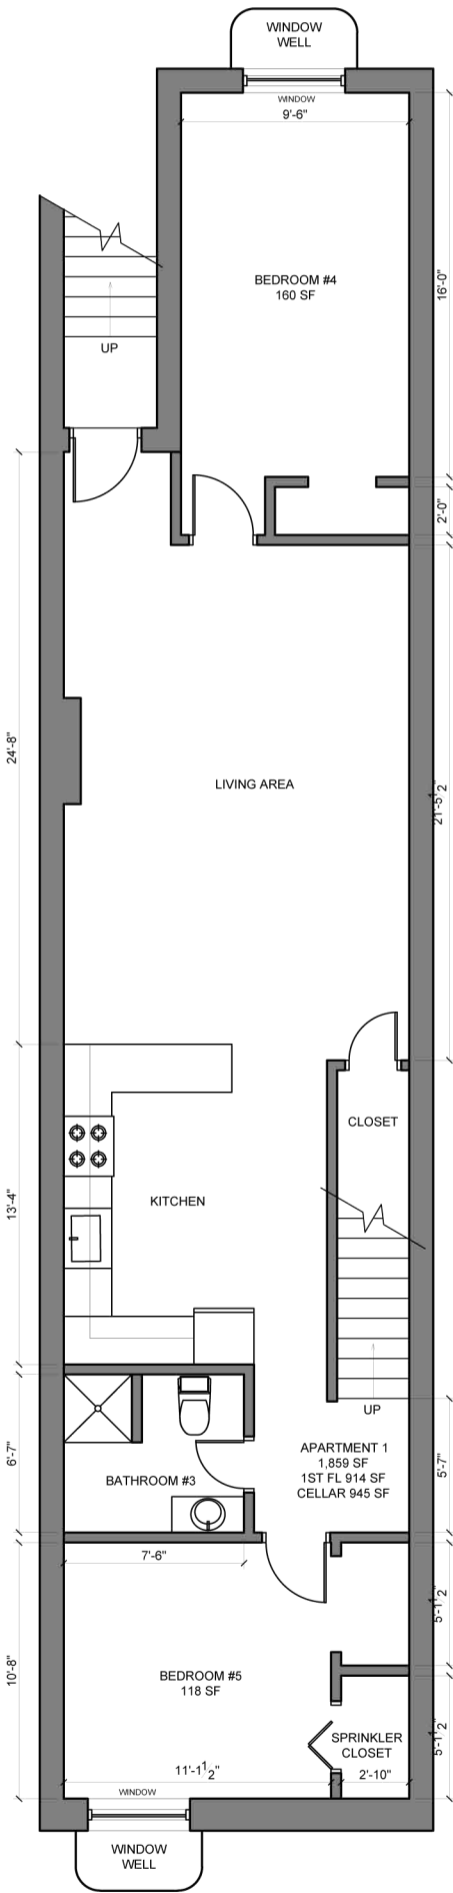 WINDOW
WELL
WINDOW
9'-6"
BEDROOM #4
160 SF
16'-0"
UP
2'-0"
24'-8"
LIVING AREA
21'-5 1/2"
CLOSET
13'-4"
KITCHEN
UP
6'-7"
BATHROOM #3
APARTMENT 1
1,859 SF
1ST FL 914 SF
CELLAR 945 SF
5'-7"
7'-6"
5'-1 1/2"
10'-8"
BEDROOM #5
118 SF
SPRINKLER
CLOSET
5'-1 1/2"
11'-1 1/2"
2'-10"
WINDOW
WINDOW
WELL